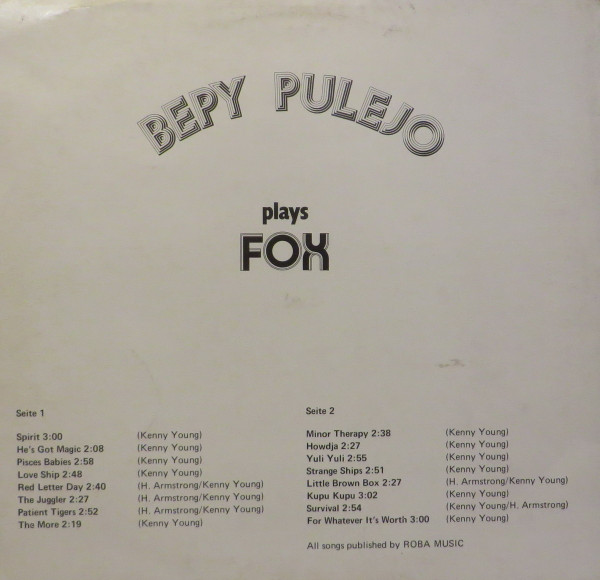 BEPY PULEJO
plays
FOX
Seite 1
Spirit 3:00 (Kenny Young)
He's Got Magic 2:08 (Kenny Young)
Pisces Babies 2:58 (Kenny Young)
Love Ship 2:48 (Kenny Young)
Red Letter Day 2:40 (H. Armstrong/Kenny Young)
The Juggler 2:27 (H. Armstrong/Kenny Young)
Patient Tigers 2:52 (H. Armstrong/Kenny Young)
The More 2:19 (Kenny Young)
Seite 2
Minor Therapy 2:38 (Kenny Young)
Howdja 2:27 (Kenny Young)
Yuli Yuli 2:55 (Kenny Young)
Strange Ships 2:51 (Kenny Young)
Little Brown Box 2:27 (H. Armstrong/Kenny Young)
Kupu Kupu 3:02 (Kenny Young)
Survival 2:54 (Kenny Young/H. Armstrong)
For Whatever It's Worth 3:00 (Kenny Young)
All songs published by ROBA MUSIC